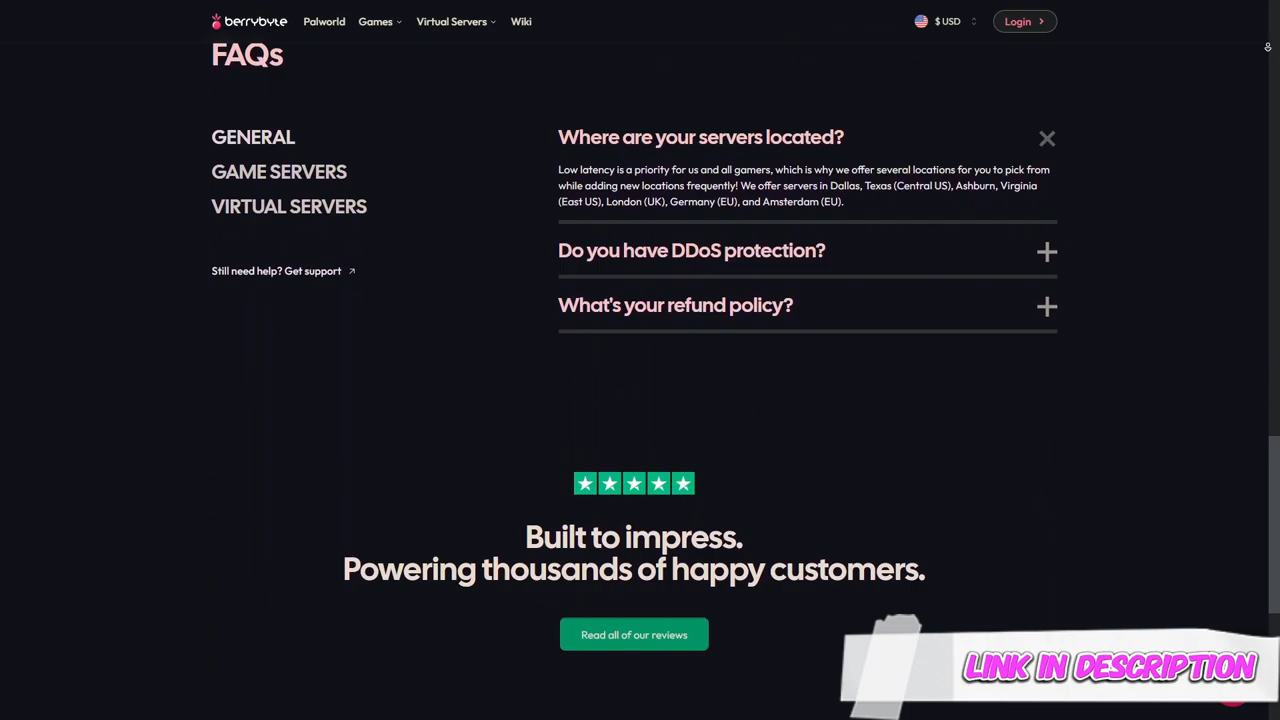 berrybyte Palworld Games Virtual Servers Wiki $ USD Login
FAQs
GENERAL
GAME SERVERS
VIRTUAL SERVERS
Still need help? Get support
Where are your servers located?
Low latency is a priority for us and all gamers, which is why we offer several locations for you to pick from
while adding new locations frequently! We offer servers in Dallas, Texas (Central US), Ashburn, Virginia
(East US), London (UK), Germany (EU), and Amsterdam (EU).
Do you have DDoS protection?
What's your refund policy?
Built to impress.
Powering thousands of happy customers.
Read all of our reviews
LINK IN DESCRIPTION